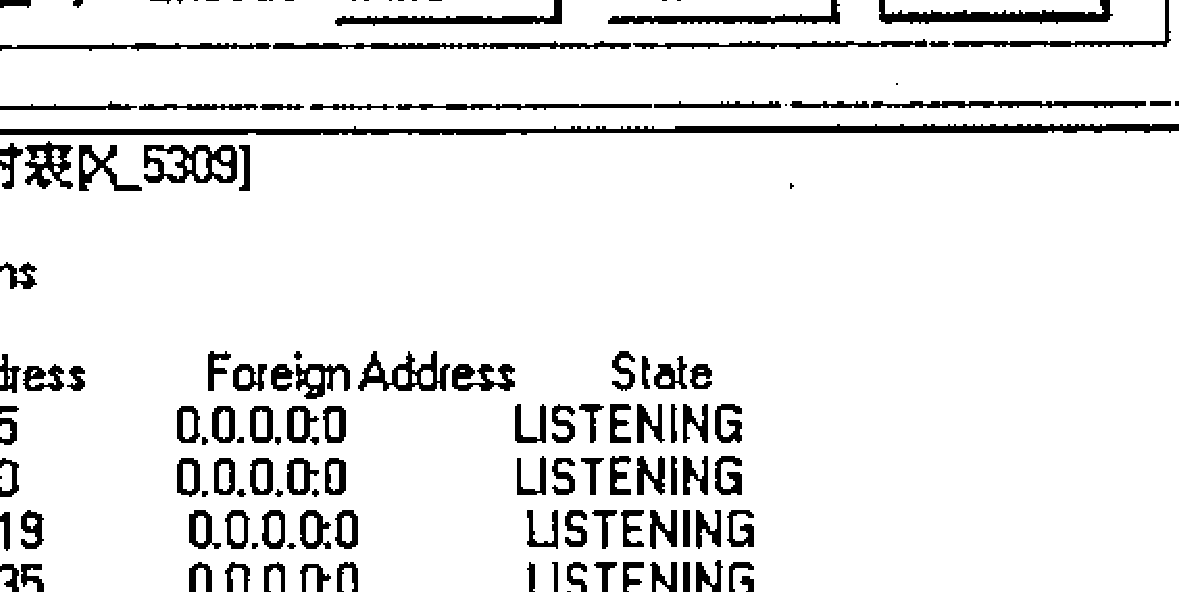 裘[X_5309]
ns
dress Foreign Address State
5 0.0.0.0:0 LISTENING
0 0.0.0.0:0 LISTENING
19 0.0.0.0:0 LISTENING
35 0.0.0.0:0 LISTENING